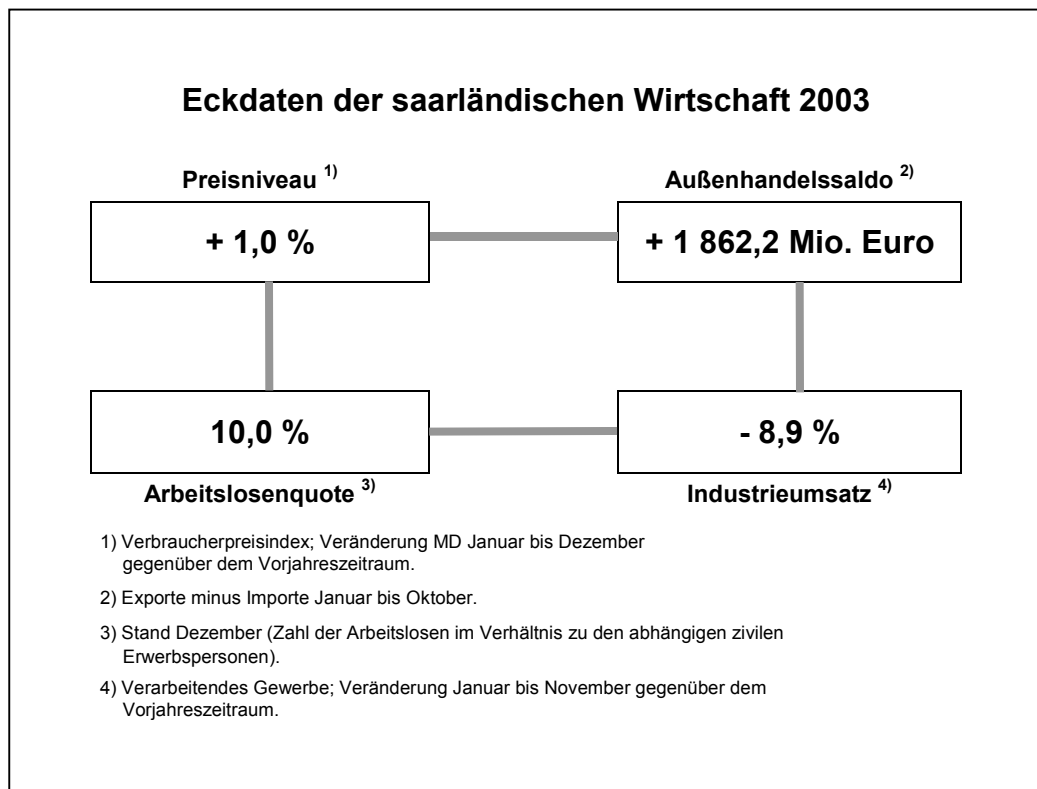 Eckdaten der saarländischen Wirtschaft 2003
Preisniveau 1)
Außenhandelssaldo 2)
+ 1,0 %
+ 1 862,2 Mio. Euro
10,0 %
- 8,9 %
Arbeitslosenquote 3)
Industrieumsatz 4)
1) Verbraucherpreisindex; Veränderung MD Januar bis Dezember
gegenüber dem Vorjahreszeitraum.
2) Exporte minus Importe Januar bis Oktober.
3) Stand Dezember (Zahl der Arbeitslosen im Verhältnis zu den abhängigen zivilen
Erwerbspersonen).
4) Verarbeitendes Gewerbe; Veränderung Januar bis November gegenüber dem
Vorjahreszeitraum.